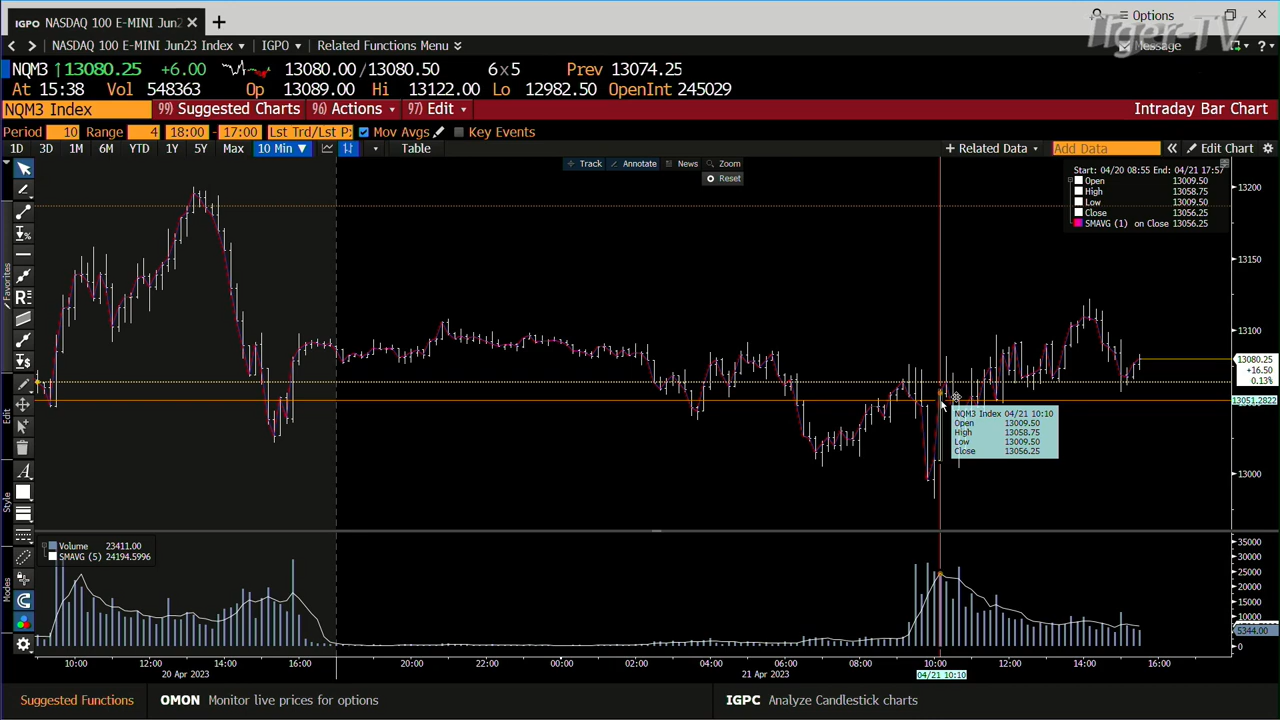 IGPO NASDAQ 100 E-MINI Jun2 × +
Options
Tiger-TV
Message
NASDAQ 100 E-MINI Jun23 Index IGPO Related Functions Menu
NQM3 ↑13080.25 +6.00 13080.00/13080.50 6×5 Prev 13074.25
At 15:38 Vol 548363 Op 13089.00 Hi 13122.00 Lo 12982.50 OpenInt 245029
NQM3 Index 99) Suggested Charts 96) Actions 97) Edit Intraday Bar Chart
Period 10 Range 4 18:00 - 17:00 Lst Trd/Lst P Mov Avgs Key Events
1D 3D 1M 6M YTD 1Y 5Y Max 10 Min ▼ Table + Related Data Add Data « Edit Chart
Track Annotate News Zoom
Reset
Start: 04/20 08:55 End: 04/21 17:57
Open 13009.50
High 13058.75
Low 13009.50
Close 13056.25
SMAVG (1) on Close 13056.25
13200
13150
13100
13080.25
+16.50
0.13%
13051.2822
13000
NQM3 Index 04/21 10:10
Open 13009.50
High 13058.75
Low 13009.50
Close 13056.25
Favorites
Edit
Style
Modes
Volume 23411.00
SMAVG (5) 24194.5996
35000
30000
25000
20000
15000
10000
5344.00
0
10:00 12:00 14:00 16:00 20:00 22:00 00:00 02:00 04:00 06:00 08:00 10:00 12:00 14:00 16:00
20 Apr 2023 21 Apr 2023 04/21 10:10
Suggested Functions OMON Monitor live prices for options IGPC Analyze Candlestick charts